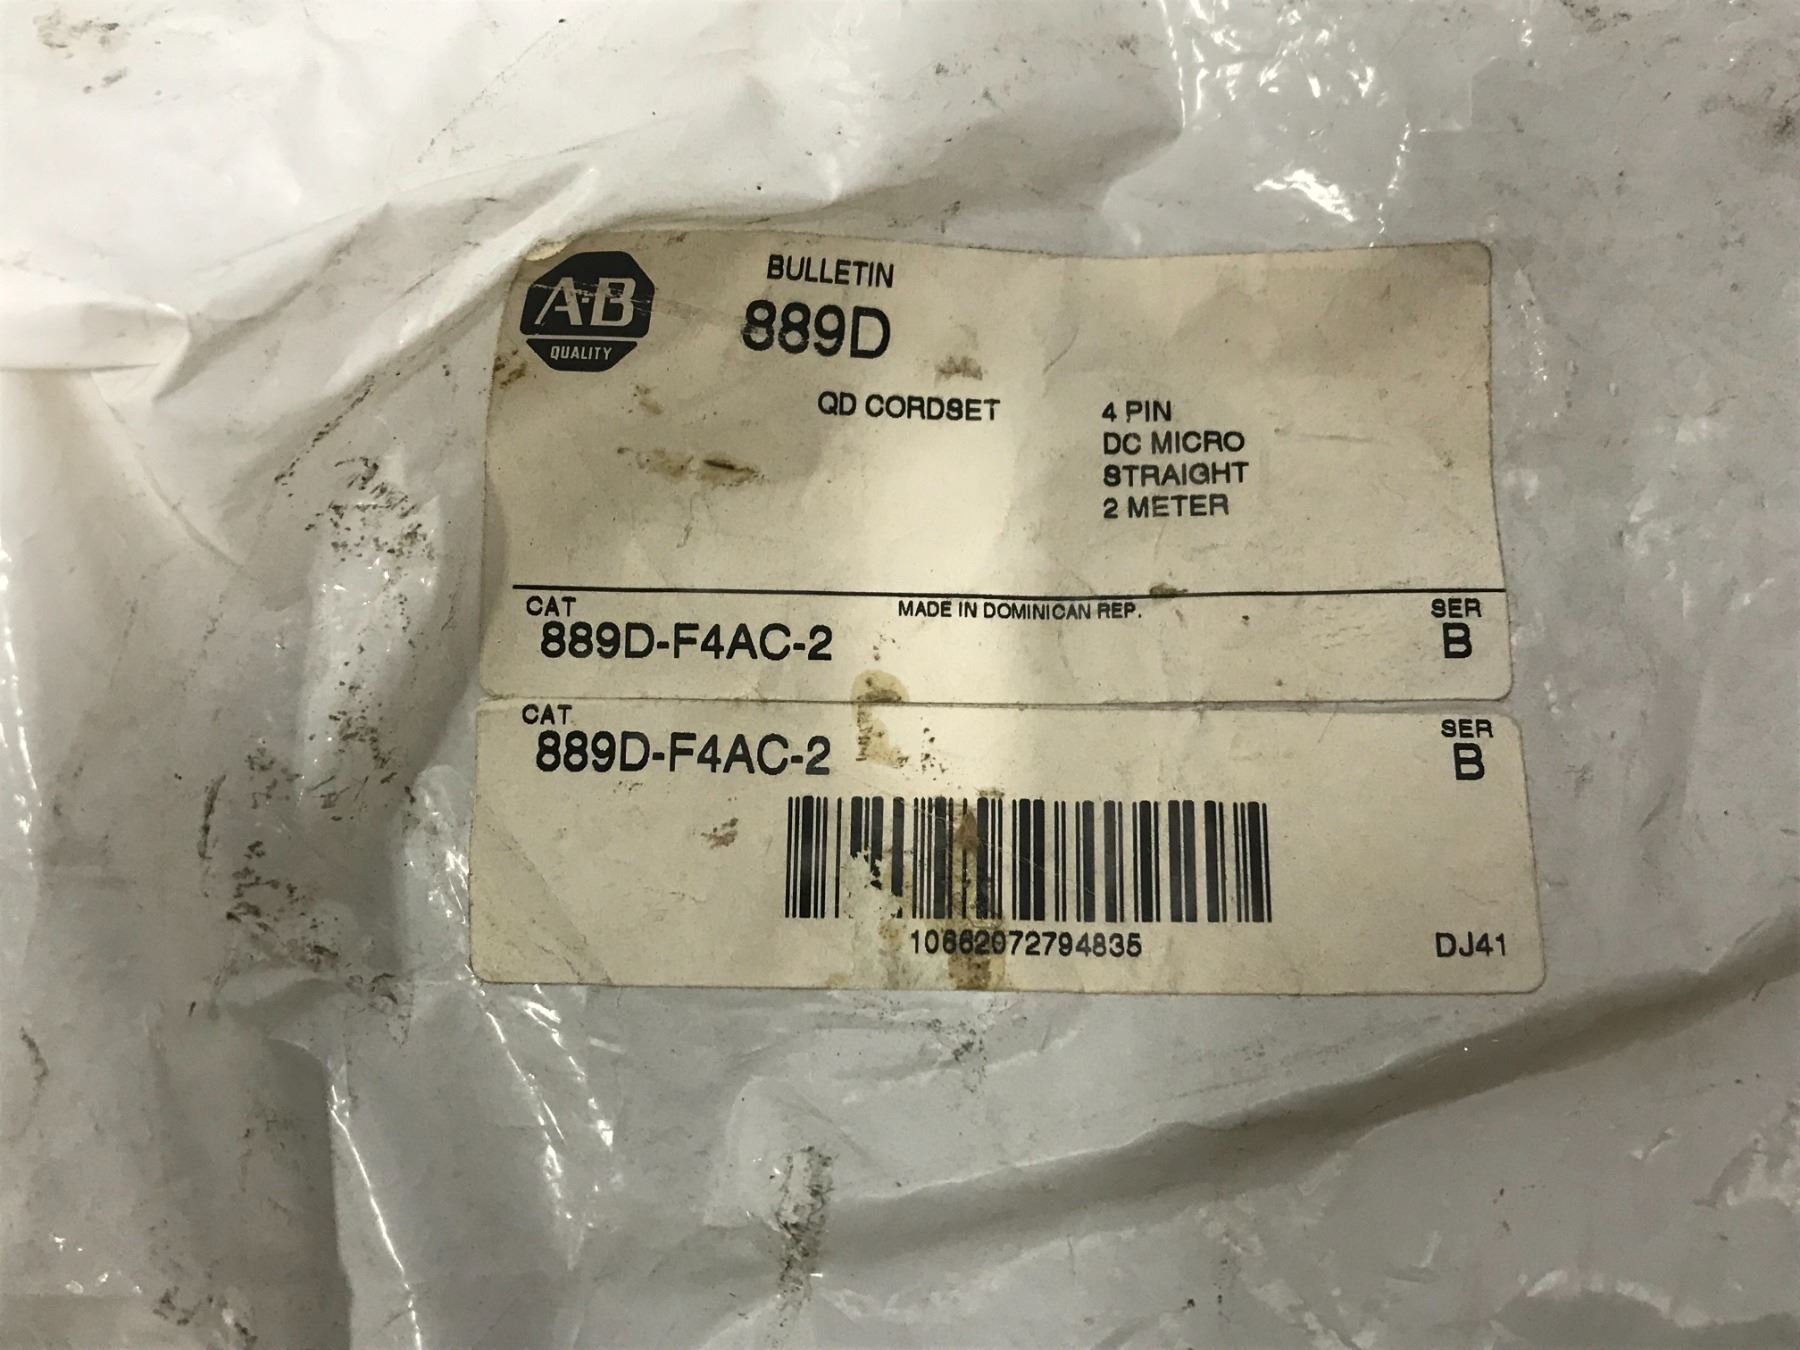 A-B
QUALITY
BULLETIN
889D
QD CORDSET
4 PIN
DC MICRO
STRAIGHT
2 METER
CAT
889D-F4AC-2
MADE IN DOMINICAN REP.
SER
B
CAT
889D-F4AC-2
SER
B
10662072794835
DJ41